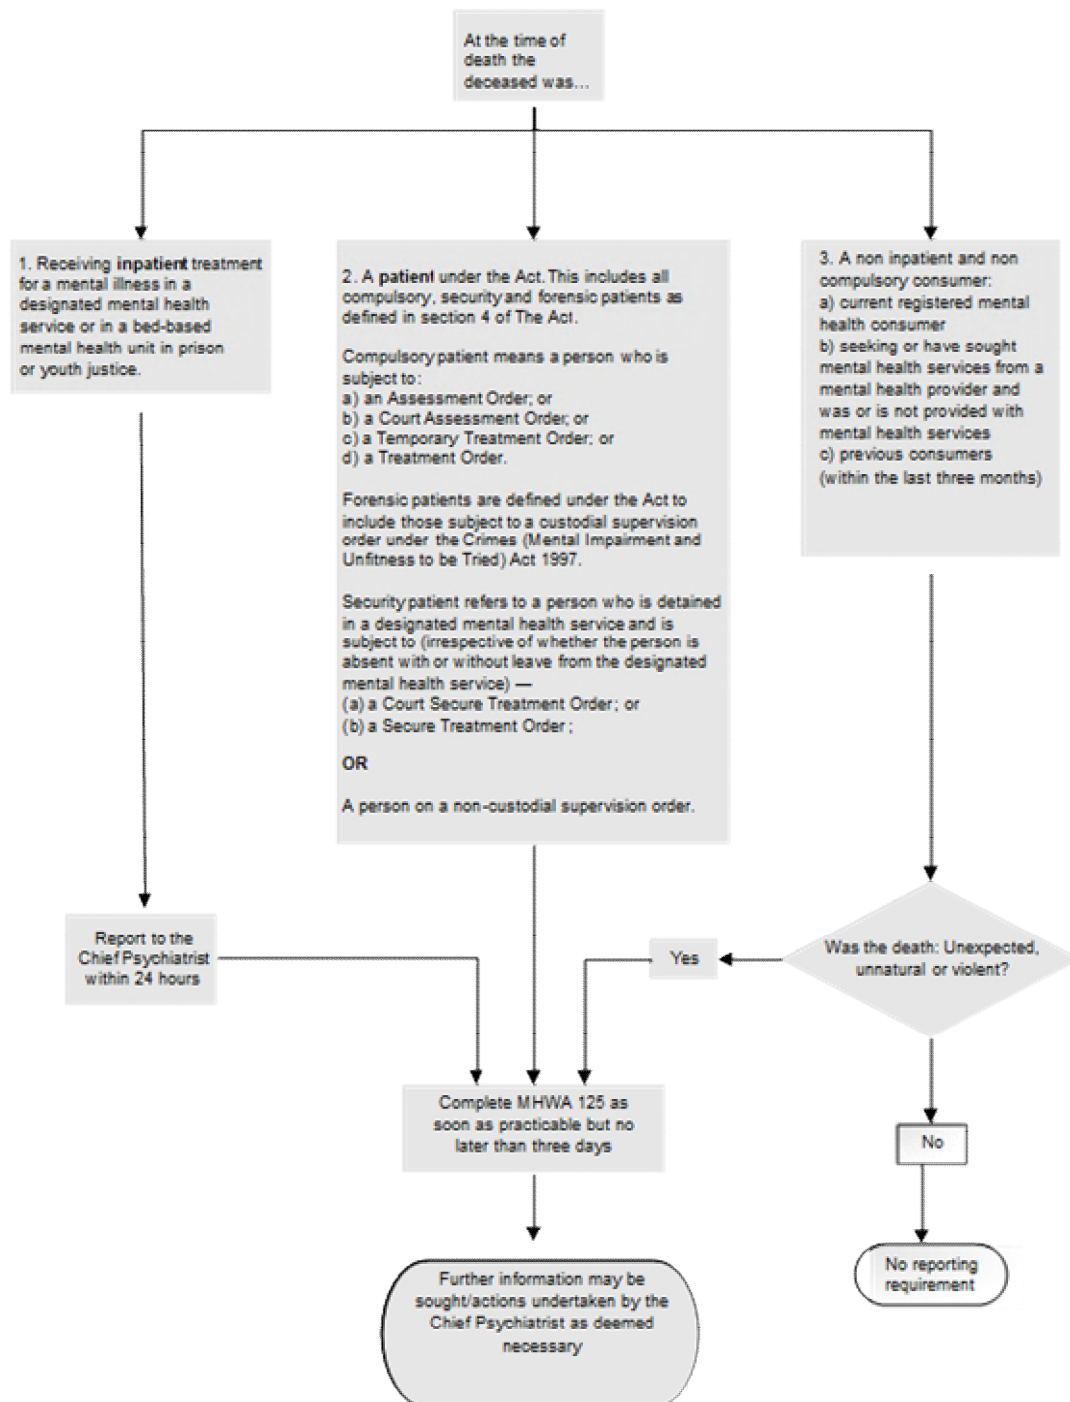 At the time of
death the
deceased was...
1. Receiving inpatient treatment
for a mental illness in a
designated mental health
service or in a bed-based
mental health unit in prison
or youth justice.
2. A patient under the Act. This includes all
compulsory, security and forensic patients as
defined in section 4 of The Act.
Compulsory patient means a person who is
subject to:
a) an Assessment Order; or
b) a Court Assessment Order; or
c) a Temporary Treatment Order; or
d) a Treatment Order.
Forensic patients are defined under the Act to
include those subject to a custodial supervision
order under the Crimes (Mental Impairment and
Unfitness to be Tried) Act 1997.
Security patient refers to a person who is detained
in a designated mental health service and is
subject to (irrespective of whether the person is
absent with or without leave from the designated
mental health service) —
(a) a Court Secure Treatment Order; or
(b) a Secure Treatment Order ;
OR
A person on a non-custodial supervision order.
3. A non inpatient and non
compulsory consumer:
a) current registered mental
health consumer
b) seeking or have sought
mental health services from a
mental health provider and
was or is not provided with
mental health services
c) previous consumers
(within the last three months)
Report to the
Chief Psychiatrist
within 24 hours
Yes
Was the death: Unexpected,
unnatural or violent?
Complete MHWA 125 as
soon as practicable but no
later than three days
No
No reporting
requirement
Further information may be
sought/actions undertaken by the
Chief Psychiatrist as deemed
necessary